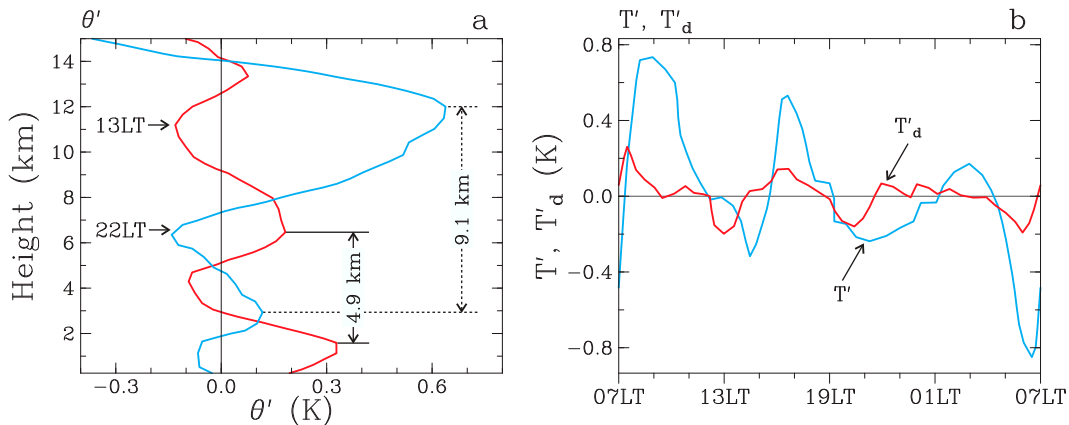 θ′ a
14
12
10
8
6
4
2
Height (km)
13LT
22LT
9.1 km
4.9 km
−0.3 0.0 0.3 0.6
θ′ (K)
T′, T′d b
0.8
0.4
0.0
−0.4
−0.8
T′, T′d (K)
T′d
T′
07LT 13LT 19LT 01LT 07LT